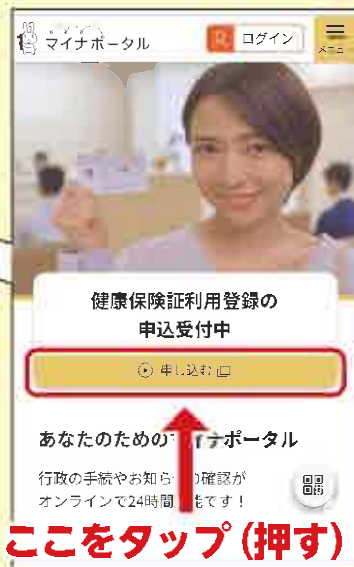 マイナポータル
ログイン
メニュー
健康保険証利用登録の
申込受付中
申し込む
あなたのための
ナポータル
行政の手続やお知ら
の確認が
オンラインで24時間
能です！
ここをタップ（押す）